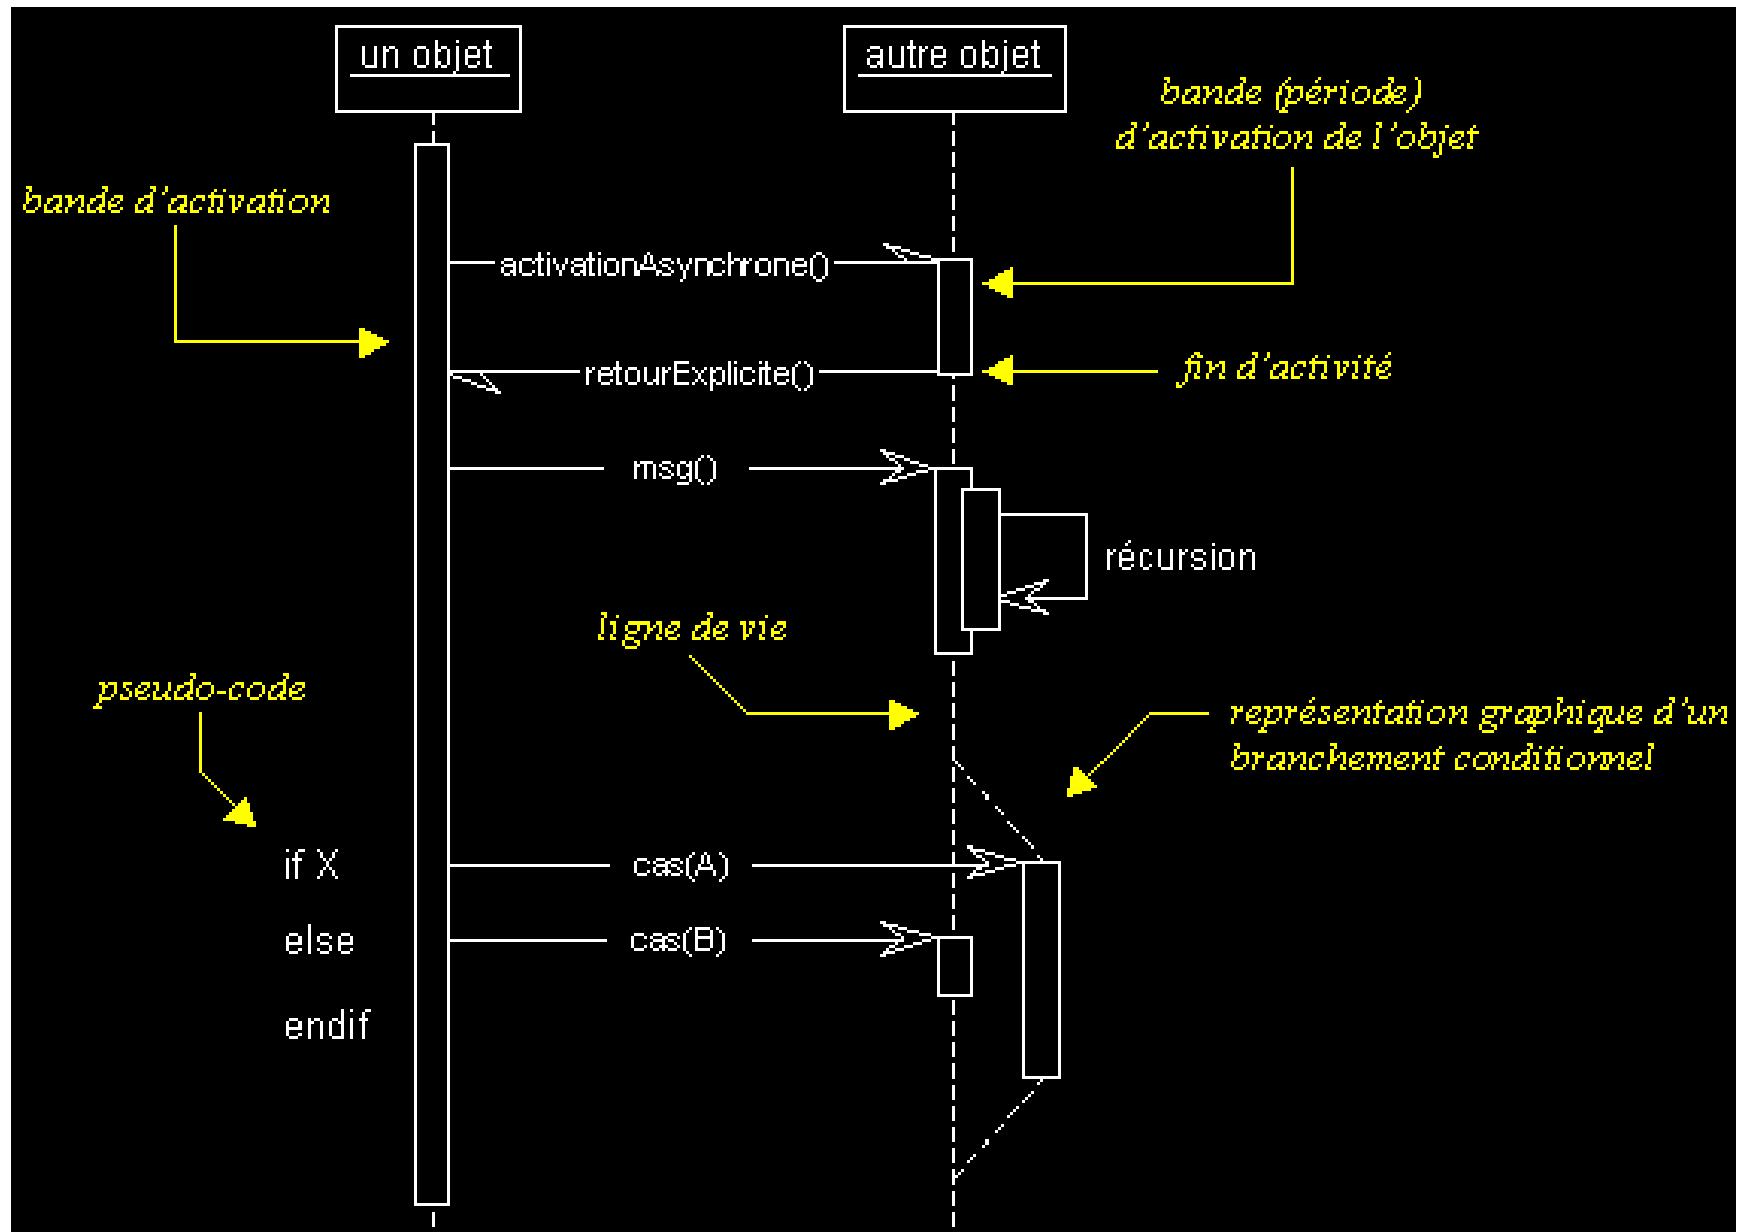 un objet
autre objet
bande (période)
d'activation de l'objet
bande d'activation
activationAsynchrone()
retourExplicite()
fin d'activité
msg()
récursion
ligne de vie
pseudo-code
représentation graphique d'un
branchement conditionnel
if X
cas(A)
else
cas(B)
endif